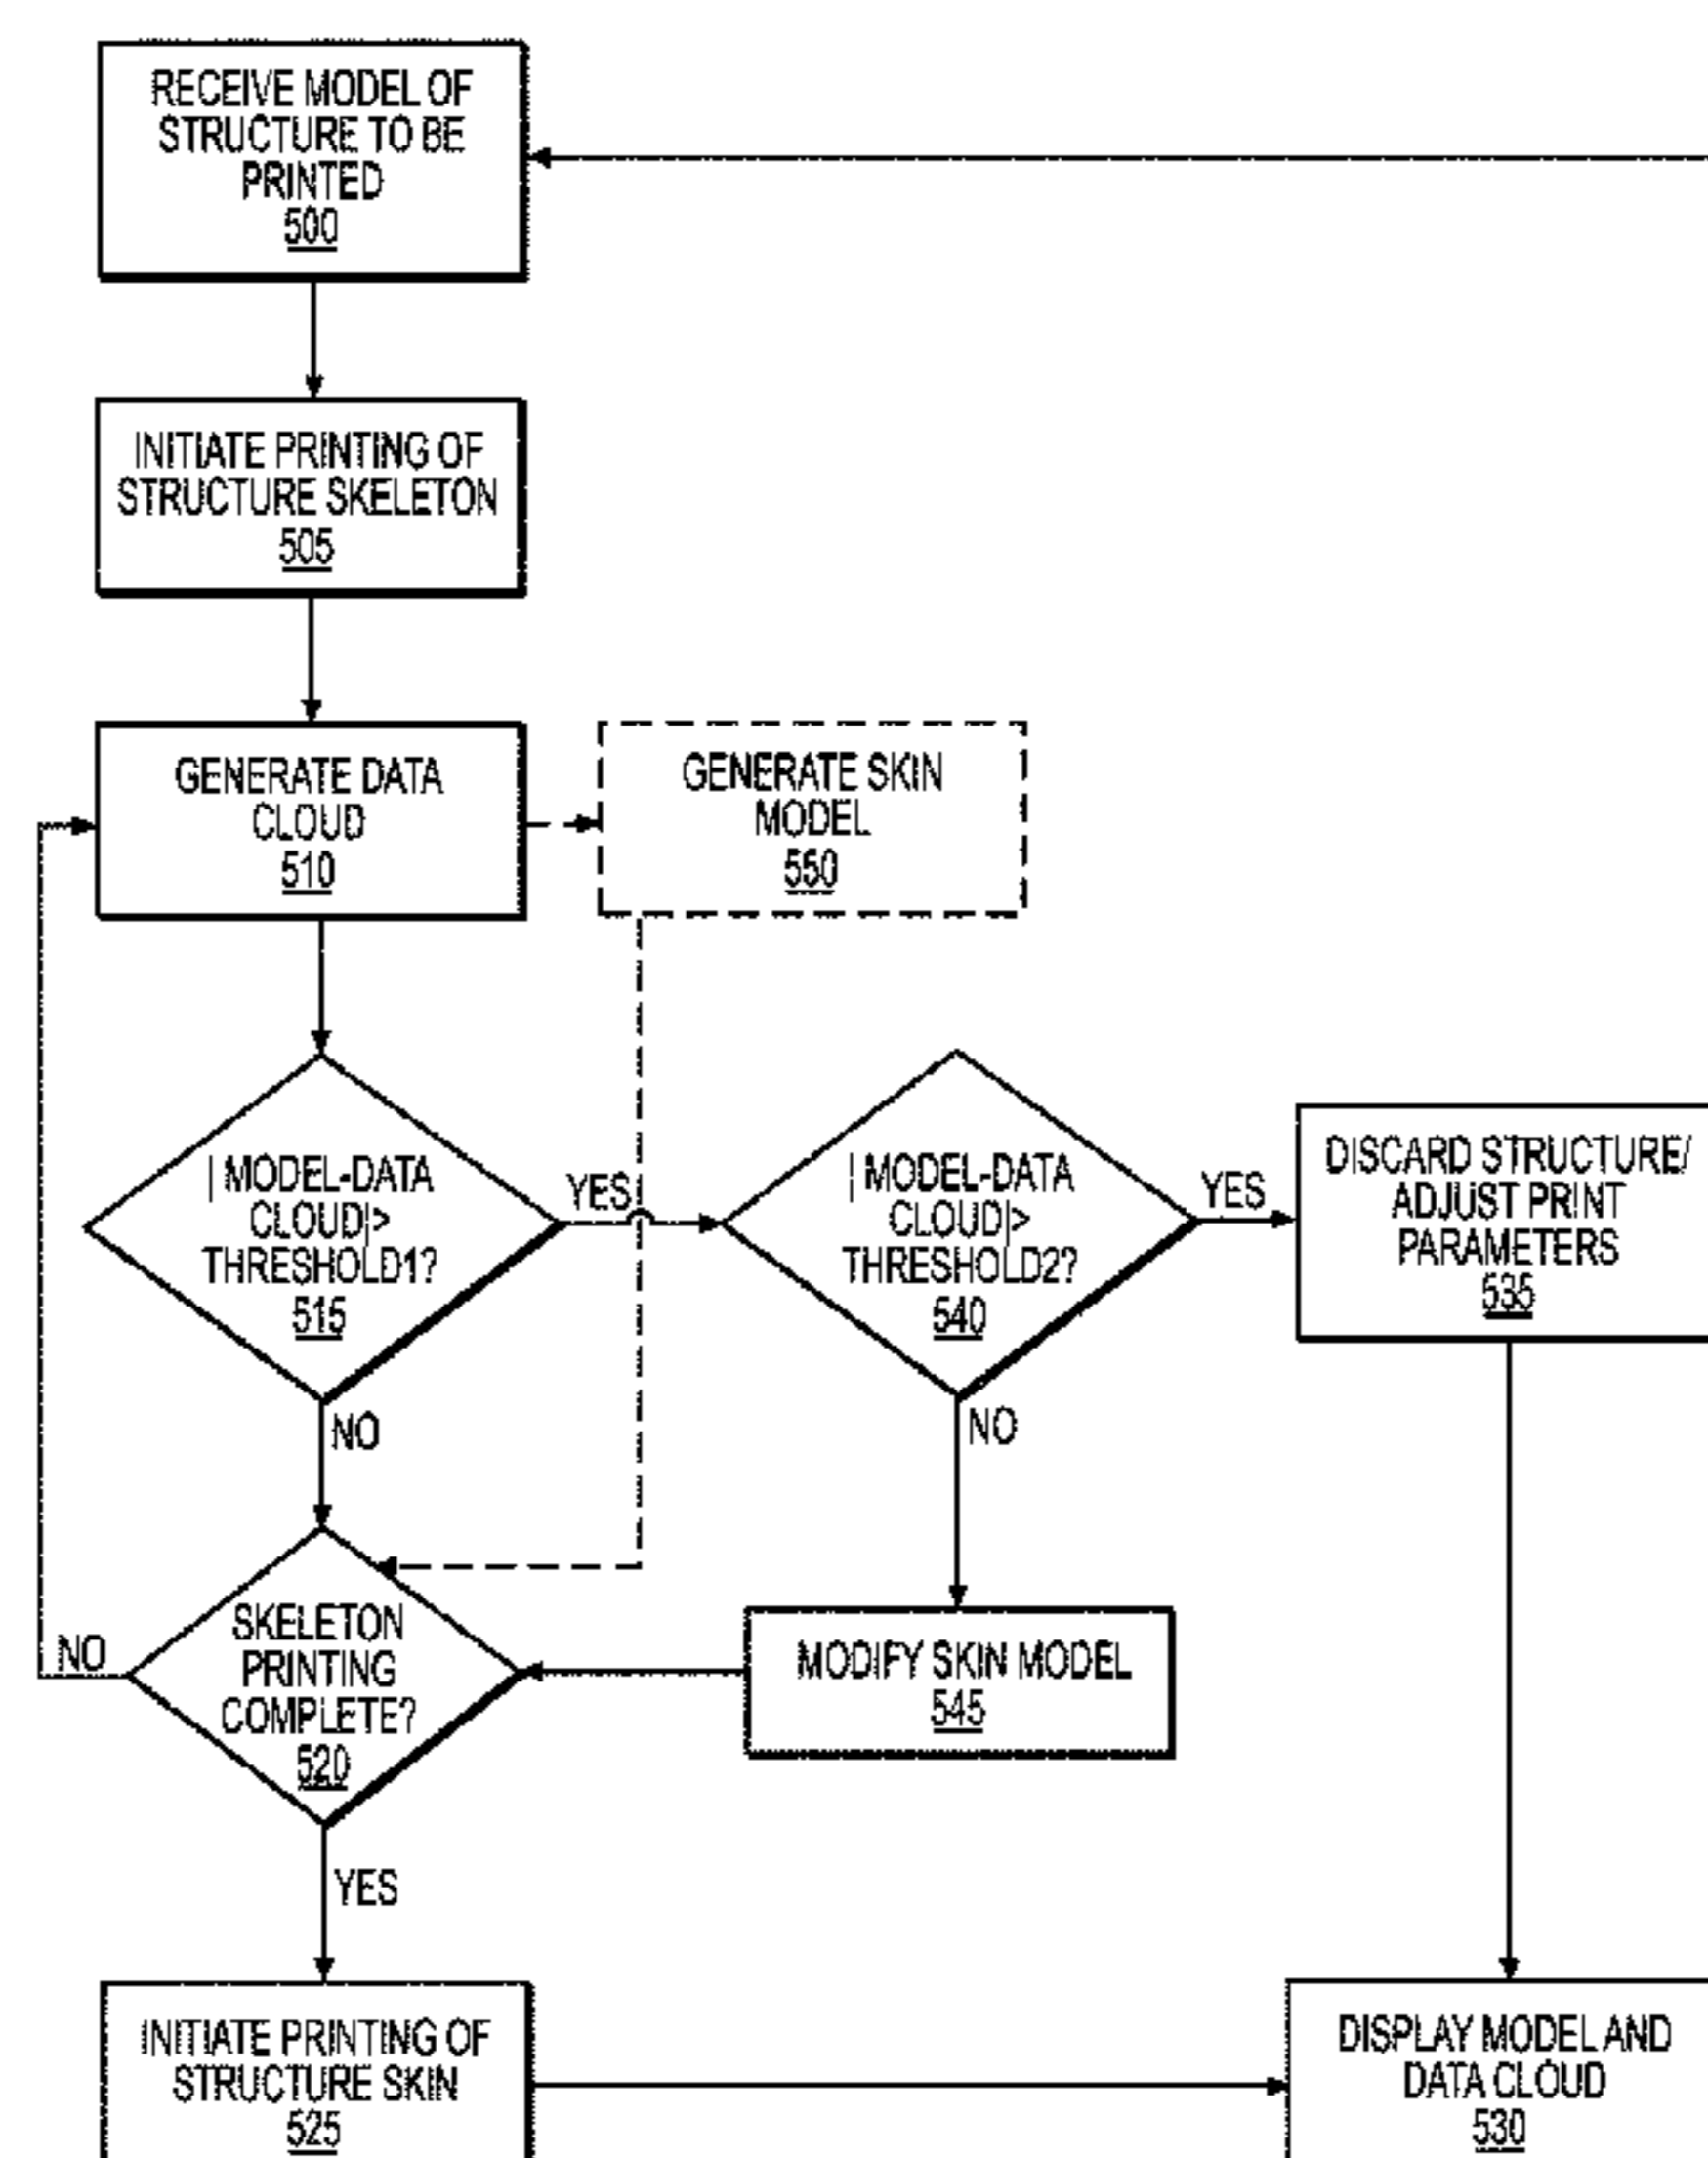 RECEIVE MODEL OF
STRUCTURE TO BE
PRINTED
500
INITIATE PRINTING OF
STRUCTURE SKELETON
505
GENERATE DATA
CLOUD
510
GENERATE SKIN
MODEL
550
| MODEL-DATA
CLOUD|>
THRESHOLD1?
515
YES
NO
| MODEL-DATA
CLOUD|>
THRESHOLD2?
540
YES
NO
DISCARD STRUCTURE/
ADJUST PRINT
PARAMETERS
535
SKELETON
PRINTING
COMPLETE?
520
NO
YES
MODIFY SKIN MODEL
545
INITIATE PRINTING OF
STRUCTURE SKIN
525
DISPLAY MODEL AND
DATA CLOUD
530